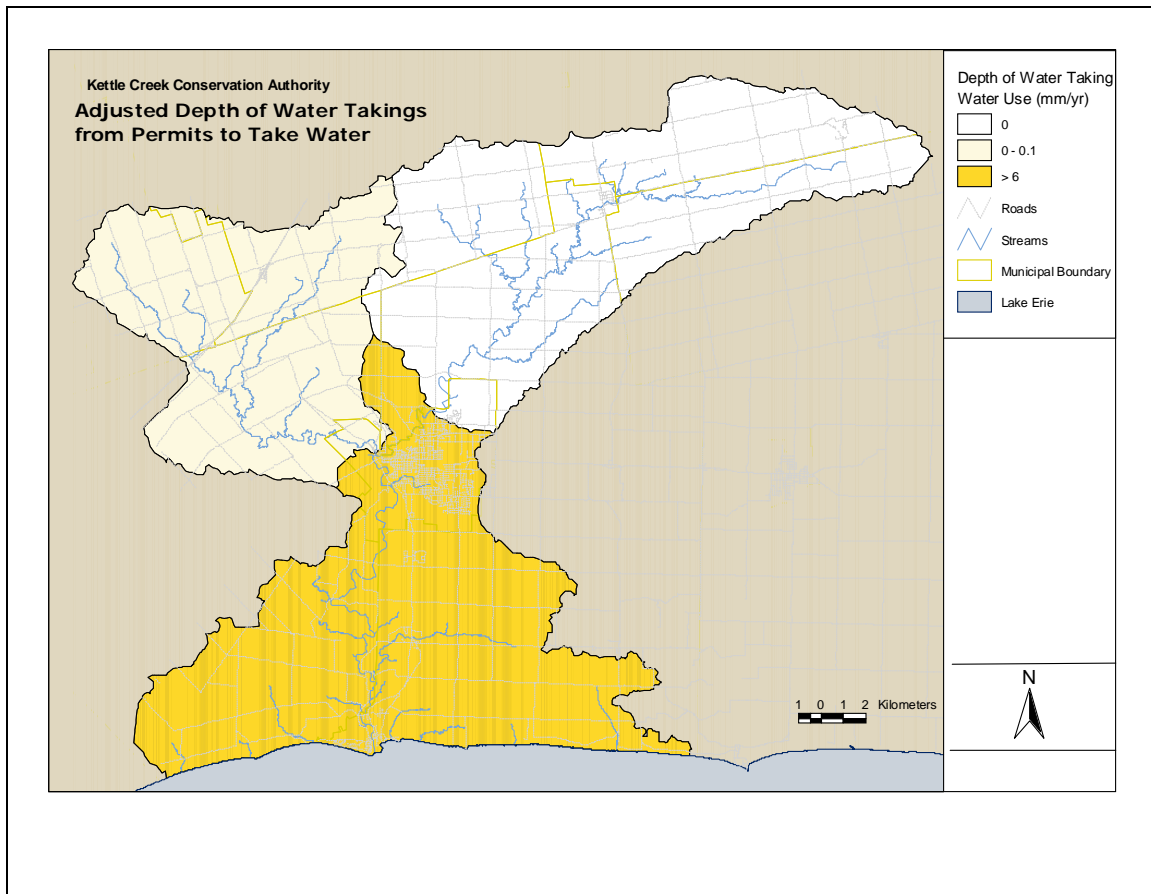 Kettle Creek Conservation Authority
Adjusted Depth of Water Takings
from Permits to Take Water
Depth of Water Taking
Water Use (mm/yr)
0
0 - 0.1
> 6
Roads
Streams
Municipal Boundary
Lake Erie
N
1 0 1 2 Kilometers